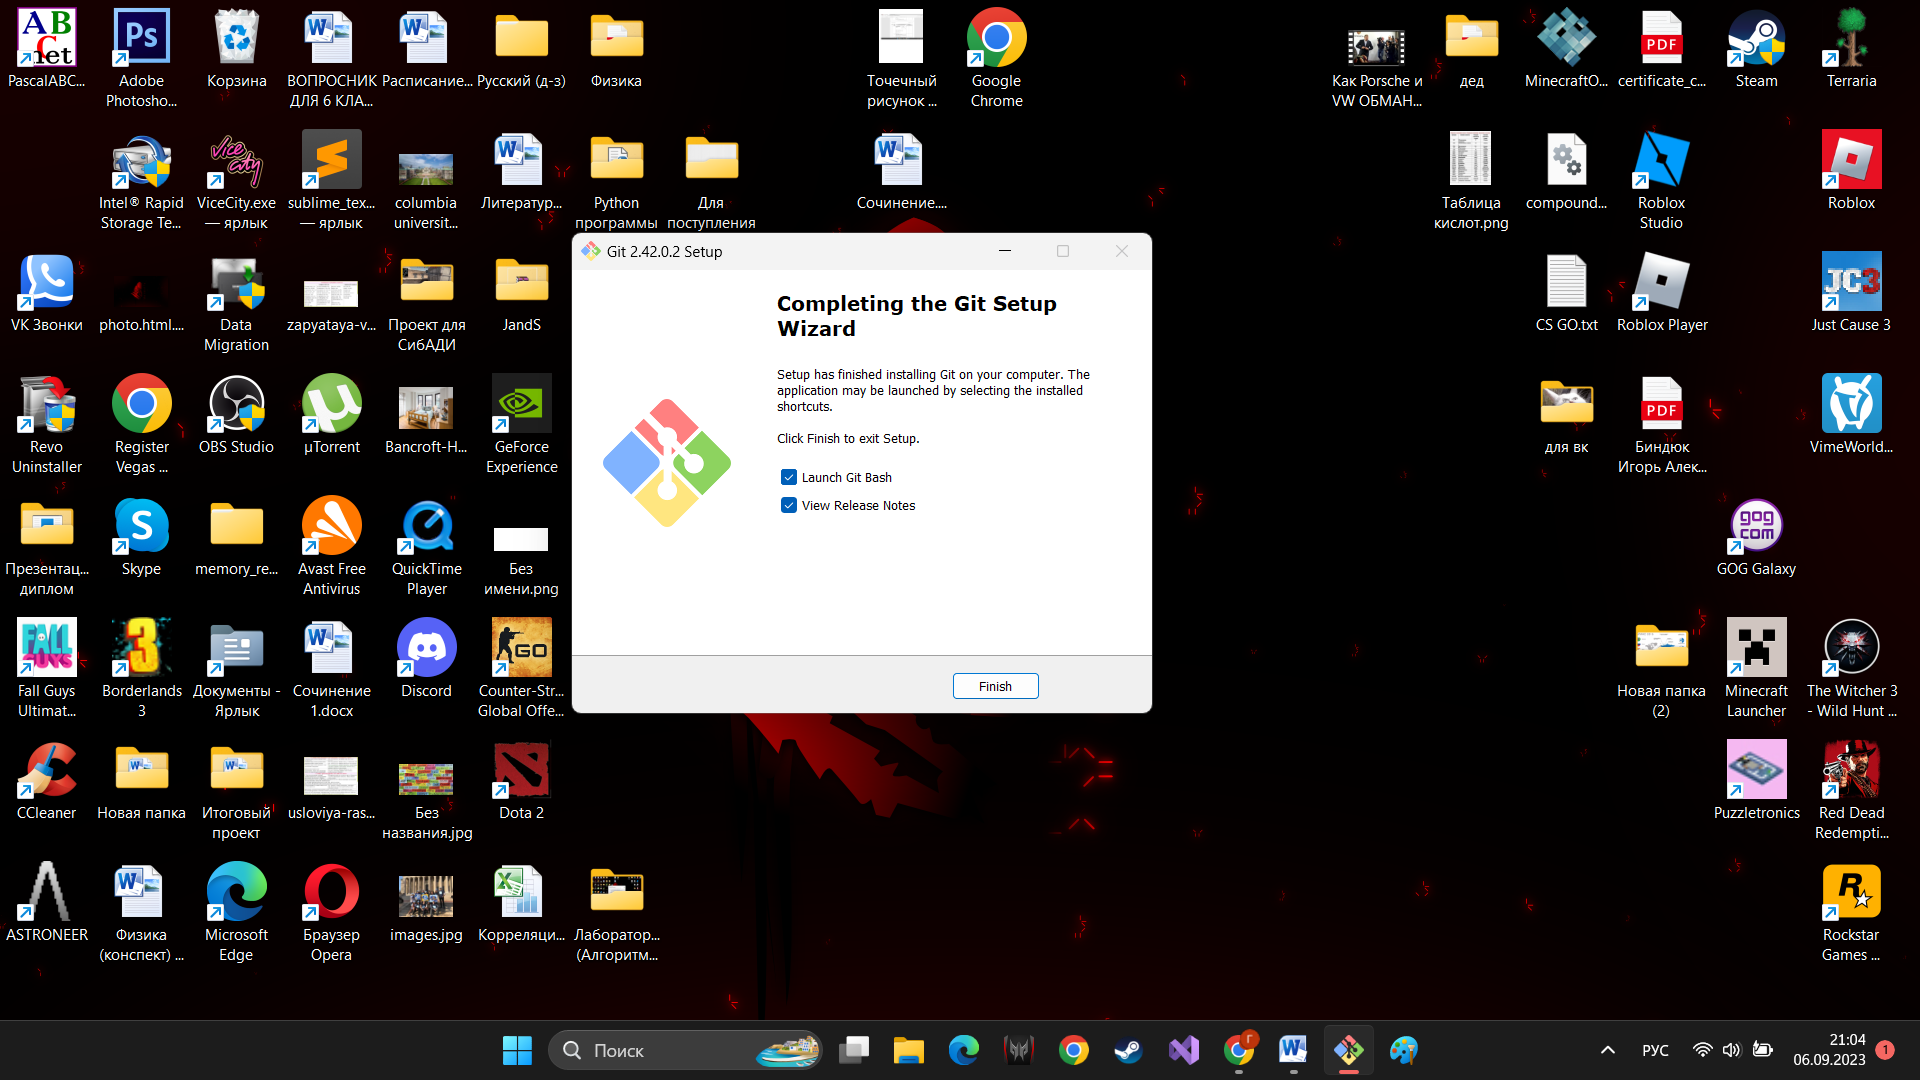 PascalABC...
Adobe
Photosho...
Корзина
ВОПРОСНИК
ДЛЯ 6 КЛА...
Расписание...
Русский (д-з)
Физика
Точечный
рисунок ...
Google
Chrome
Как Porsche и
VW ОБМАН...
дед
MinecraftO...
certificate_c...
Steam
Terraria
Intel® Rapid
Storage Te...
ViceCity.exe
— ярлык
sublime_tex...
— ярлык
columbia
universit...
Литератур...
Python
программы
Для
поступления
Сочинение....
Таблица
кислот.png
compound...
Roblox
Studio
Roblox
VK Звонки
photo.html....
Data
Migration
zapyataya-v...
Проект для
СибАДИ
JandS
CS GO.txt
Roblox Player
JC3
Just Cause 3
Git 2.42.0.2 Setup
Completing the Git Setup
Wizard
Setup has finished installing Git on your computer. The
application may be launched by selecting the installed
shortcuts.
Click Finish to exit Setup.
Launch Git Bash
View Release Notes
Finish
Revo
Uninstaller
Register
Vegas ...
OBS Studio
µTorrent
Bancroft-H...
GeForce
Experience
для вк
PDF
Биндюк
Игорь Алек...
VimeWorld...
Презентац...
диплом
Skype
memory_re...
Avast Free
Antivirus
QuickTime
Player
Без
имени.png
gog
com
GOG Galaxy
FALL
GUYS
Fall Guys
Ultimat...
3
Borderlands
3
Документы -
Ярлык
Сочинение
1.docx
Discord
GO
Counter-Str...
Global Offe...
Новая папка
(2)
Minecraft
Launcher
The Witcher 3
- Wild Hunt ...
CCleaner
Новая папка
Итоговый
проект
usloviya-ras...
Без
названия.jpg
Dota 2
Puzzletronics
Red Dead
Redempti...
ASTRONEER
Физика
(конспект) ...
Microsoft
Edge
Браузер
Opera
images.jpg
Корреляци...
Лаборатор...
(Алгоритм...
Rockstar
Games ...
Поиск
РУС
21:04
06.09.2023
1